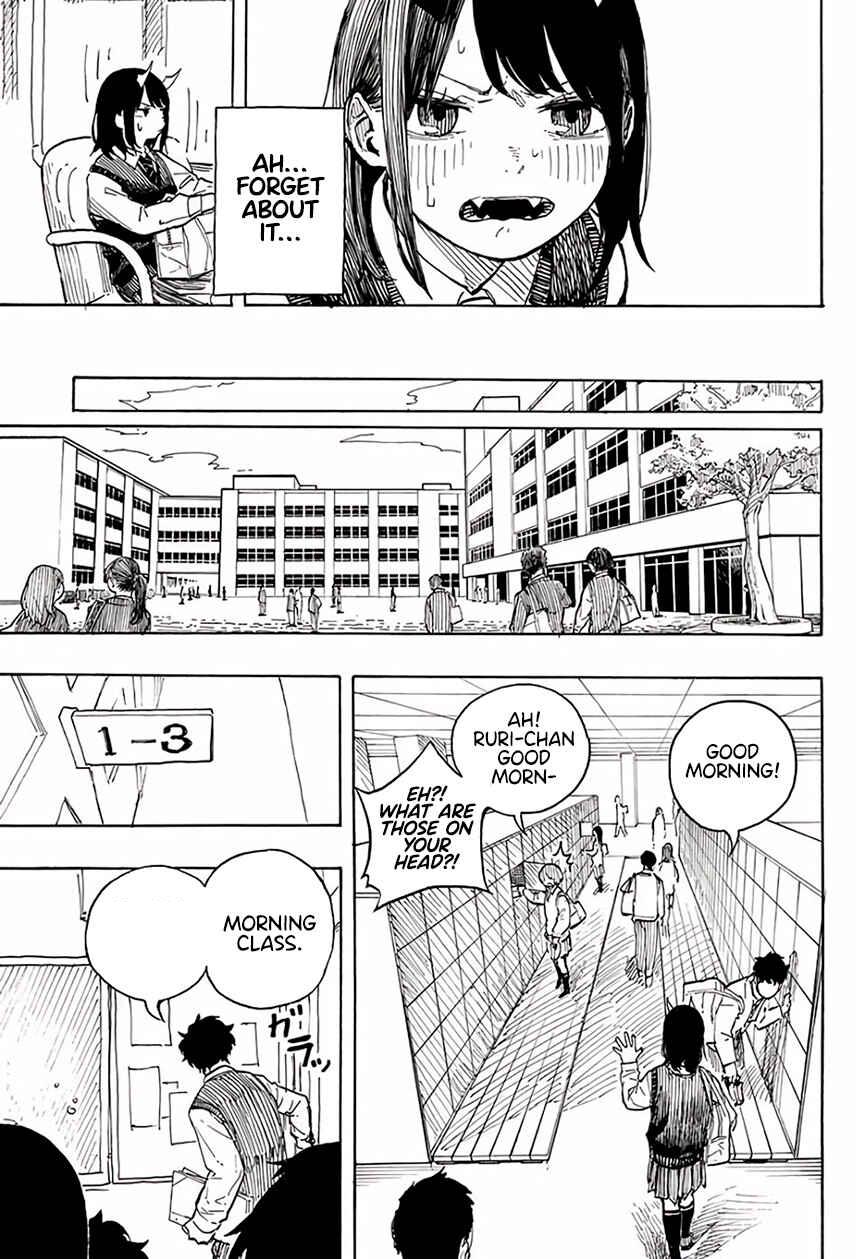 AH...
FORGET
ABOUT
IT...
GOOD
MORNING!
AH!
RURI-CHAN
GOOD
MORN-
EH?!
WHAT ARE
THOSE ON
YOUR
HEAD?!
1-3
MORNING
CLASS.
ガラッ